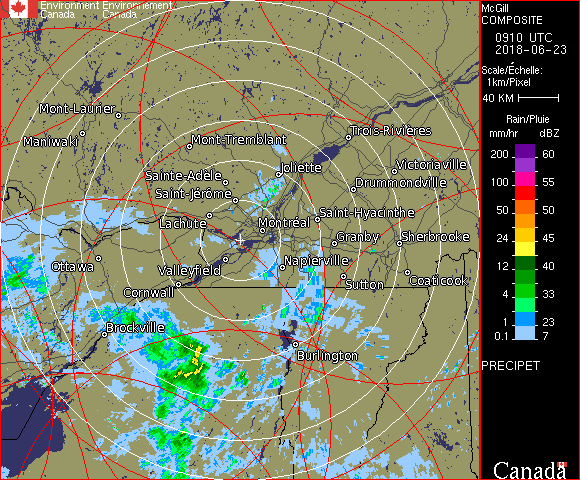 Environment Environnement
Canada Canada
McGill
COMPOSITE
0910 UTC
2018-06-23
Scale/Échelle:
1km/Pixel
40 KM
Rain/Pluie
mm/hr dBZ
200 60
100 55
50 50
24 45
12 40
4 33
1 23
0.1 7
PRECIPET
Canada
Mont-Laurier
Maniwaki
Mont-Tremblant
Trois-Rivières
Sainte-Adèle
Joliette
Victoriaville
Saint-Jérôme
Drummondville
Lachute
Montréal
Saint-Hyacinthe
Granby
Sherbrooke
Ottawa
Valleyfield
Napierville
Cornwall
Sutton
Coaticook
Brockville
Burlington